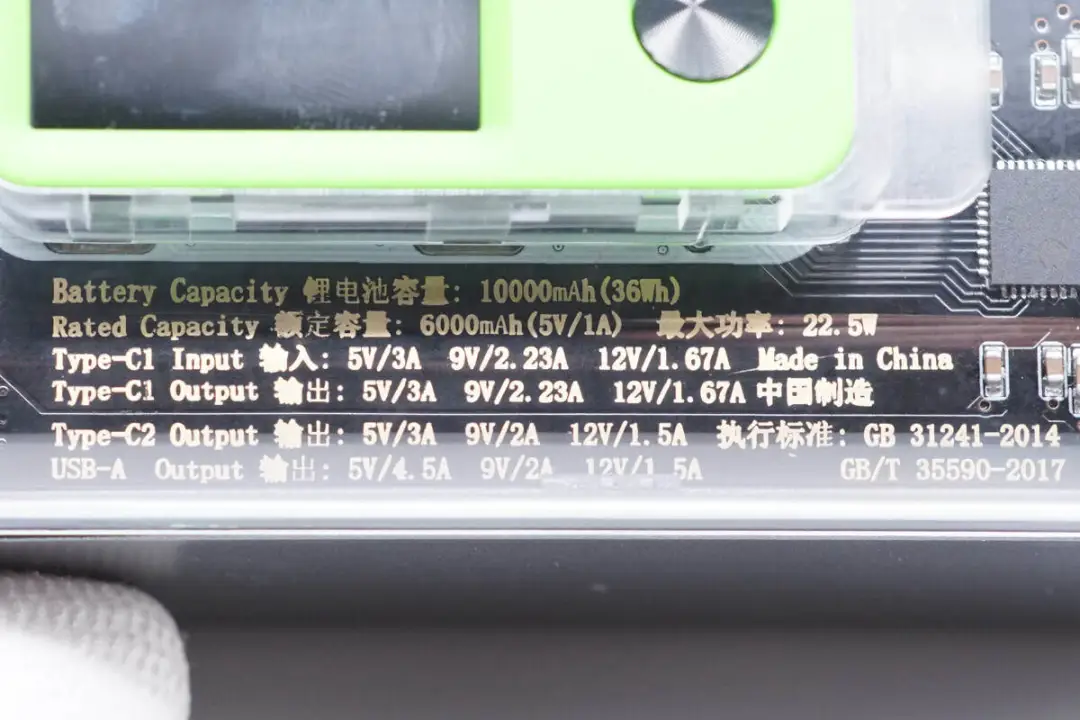 Battery Capacity 锂电池容量: 10000mAh(36Wh)
Rated Capacity 额定容量: 6000mAh(5V/1A) 最大功率: 22.5W
Type-C1 Input 输入: 5V/3A 9V/2.23A 12V/1.67A Made in China
Type-C1 Output 输出: 5V/3A 9V/2.23A 12V/1.67A 中国制造
Type-C2 Output 输出: 5V/3A 9V/2A 12V/1.5A 执行标准: GB 31241-2014
USB-A Output 输出: 5V/4.5A 9V/2A 12V/1.5A GB/T 35590-2017